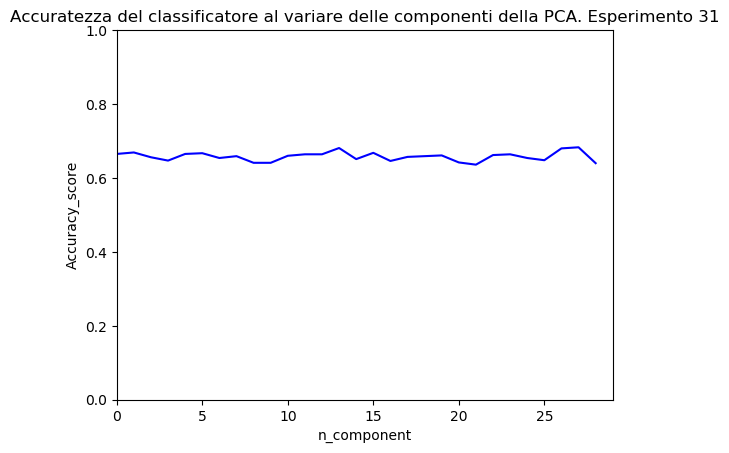 Accuratezza del classificatore al variare delle componenti della PCA. Esperimento 31
1.0
0.8
0.6
0.4
0.2
0.0
Accuracy_score
0 5 10 15 20 25
n_component